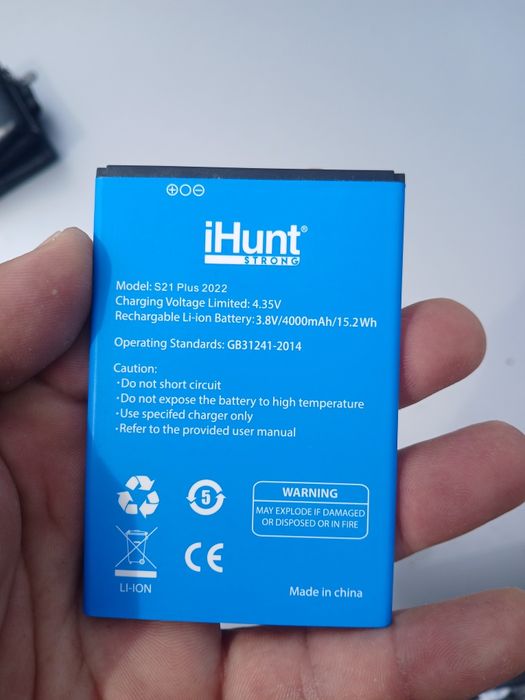 iHunt®
STRONG
Model: S21 Plus 2022
Charging Voltage Limited: 4.35V
Rechargable Li-ion Battery: 3.8V/4000mAh/15.2Wh
Operating Standards: GB31241-2014
Caution:
·Do not short circuit
·Do not expose the battery to high temperature
·Use specifed charger only
·Refer to the provided user manual
5
WARNING
MAY EXPLODE IF DAMAGED
OR DISPOSED OR IN FIRE
CE
LI-ION
Made in china